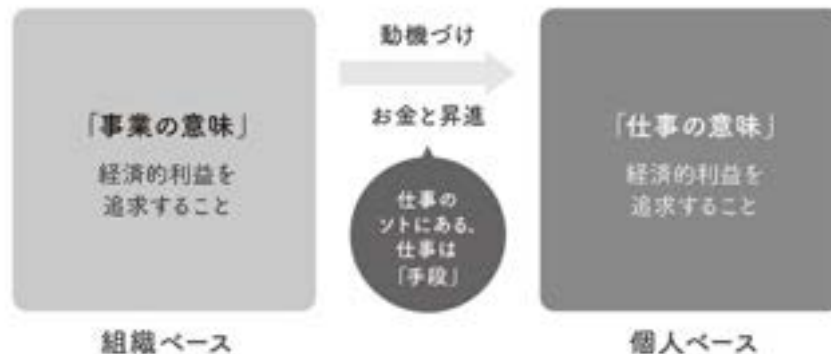 「事業の意味」
経済的利益を
追求すること
組織ベース
動機づけ
お金と昇進
仕事の
ソトにある、
仕事は
「手段」
「仕事の意味」
経済的利益を
追求すること
個人ベース